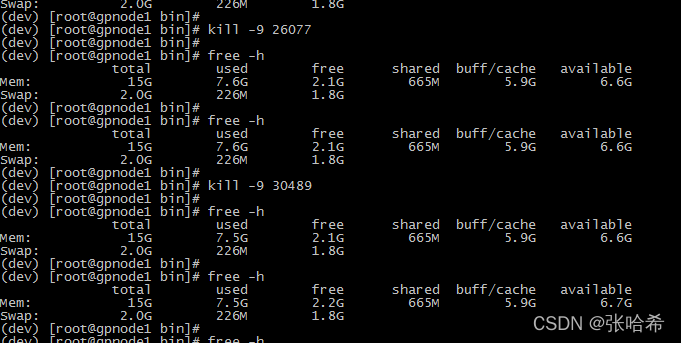 Swap: 2.0G 226M 1.8G
(dev) [root@gpnode1 bin]#
(dev) [root@gpnode1 bin]# kill -9 26077
(dev) [root@gpnode1 bin]#
(dev) [root@gpnode1 bin]# free -h
total used free shared buff/cache available
Mem: 15G 7.6G 2.1G 665M 5.9G 6.6G
Swap: 2.0G 226M 1.8G
(dev) [root@gpnode1 bin]#
(dev) [root@gpnode1 bin]# free -h
total used free shared buff/cache available
Mem: 15G 7.6G 2.1G 665M 5.9G 6.6G
Swap: 2.0G 226M 1.8G
(dev) [root@gpnode1 bin]#
(dev) [root@gpnode1 bin]# kill -9 30489
(dev) [root@gpnode1 bin]#
(dev) [root@gpnode1 bin]# free -h
total used free shared buff/cache available
Mem: 15G 7.5G 2.1G 665M 5.9G 6.6G
Swap: 2.0G 226M 1.8G
(dev) [root@gpnode1 bin]#
(dev) [root@gpnode1 bin]# free -h
total used free shared buff/cache available
Mem: 15G 7.5G 2.2G 665M 5.9G 6.7G
Swap: 2.0G 226M 1.8G
(dev) [root@gpnode1 bin]#
(dev) [root@gpnode1 bin]# free -h
CSDN @张哈希